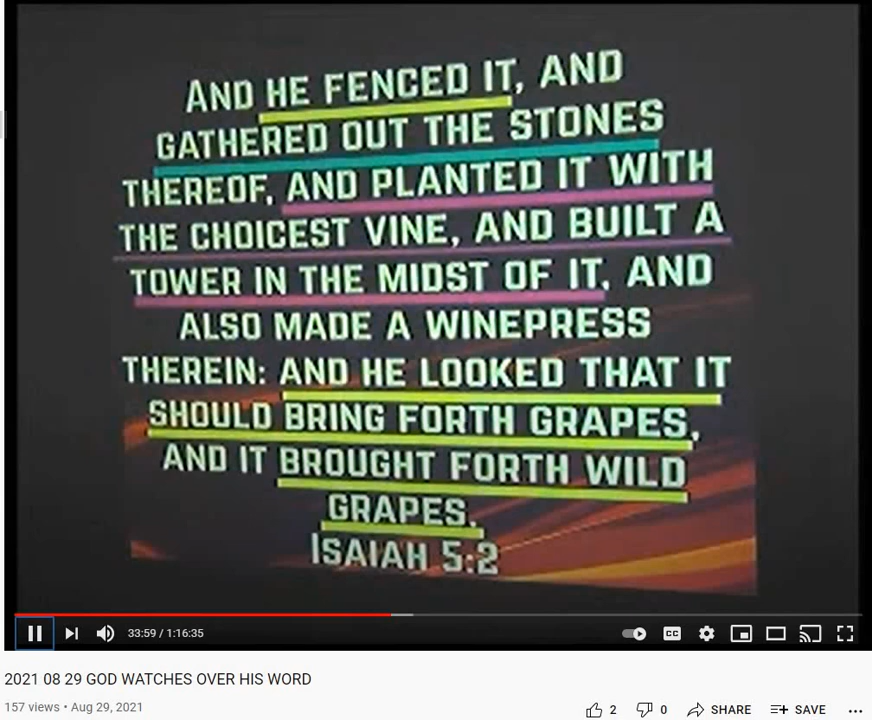 AND HE FENCED IT, AND
GATHERED OUT THE STONES
THEREOF, AND PLANTED IT WITH
THE CHOICEST VINE, AND BUILT A
TOWER IN THE MIDST OF IT, AND
ALSO MADE A WINEPRESS
THEREIN: AND HE LOOKED THAT IT
SHOULD BRING FORTH GRAPES,
AND IT BROUGHT FORTH WILD
GRAPES.
ISAIAH 5:2
33:59 / 1:16:35
CC
2021 08 29 GOD WATCHES OVER HIS WORD
157 views • Aug 29, 2021
2 0 SHARE SAVE